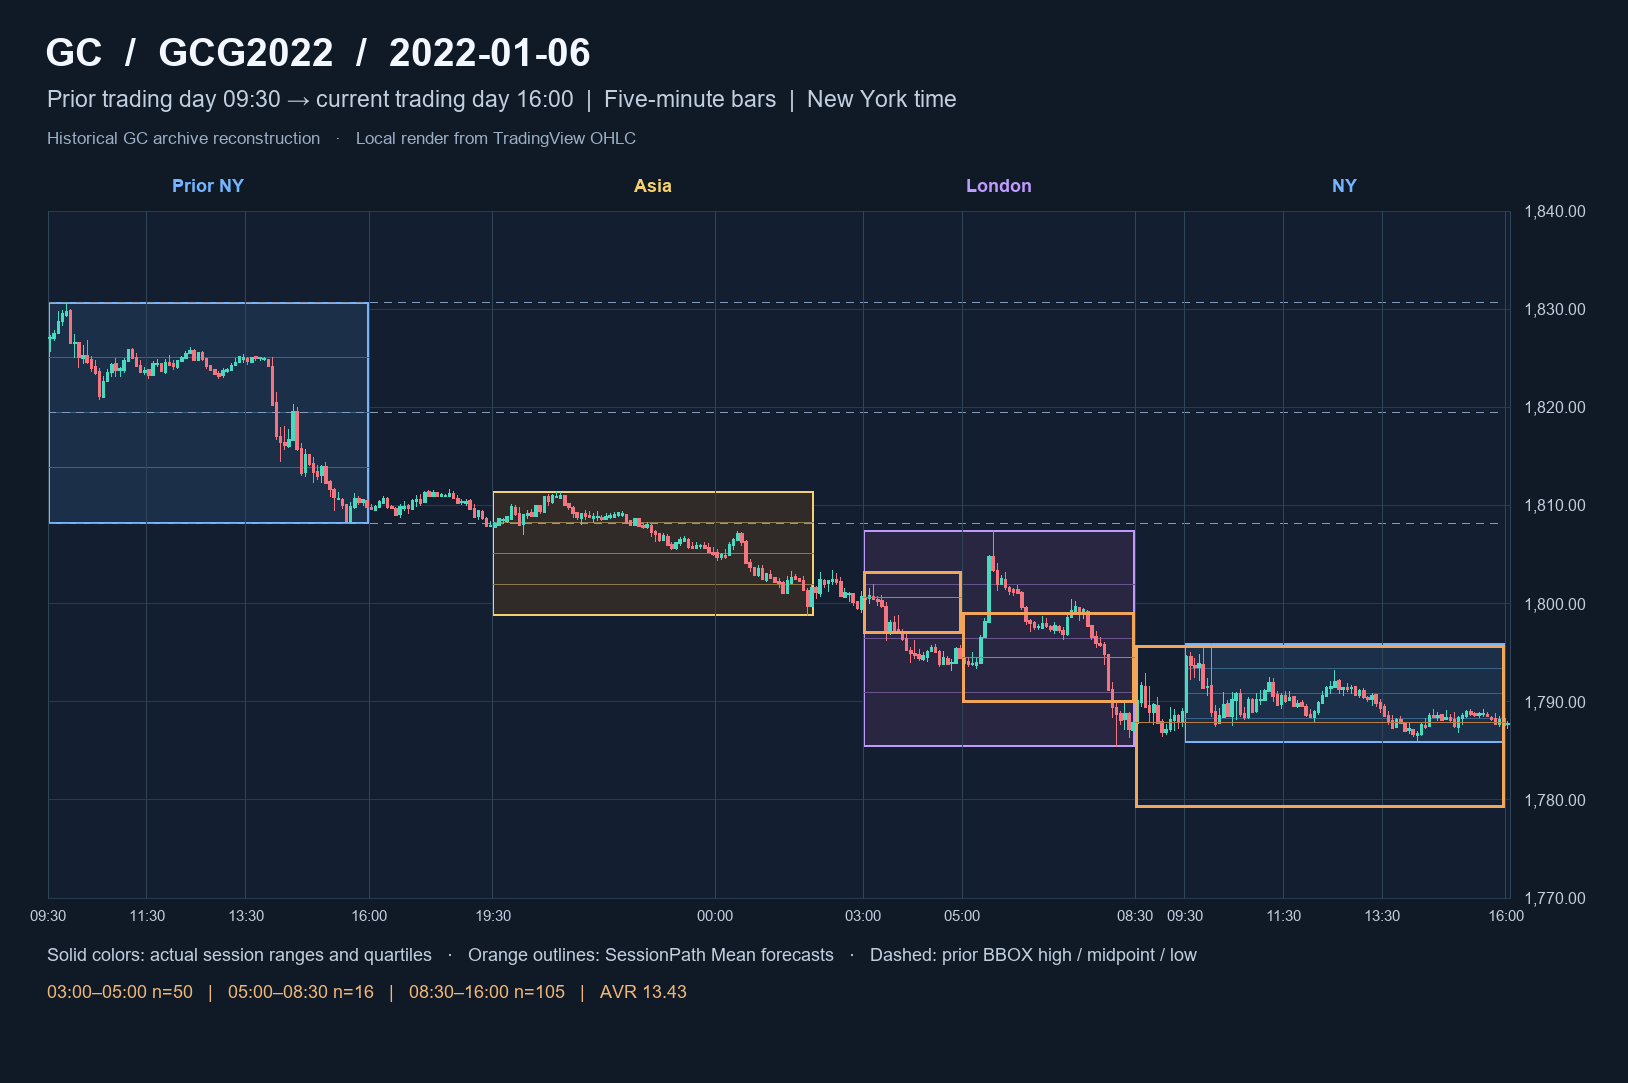 GC / GCG2022 / 2022-01-06
Prior trading day 09:30 → current trading day 16:00 | Five-minute bars | New York time
Historical GC archive reconstruction · Local render from TradingView OHLC
Prior NY Asia London NY
1,840.00
1,830.00
1,820.00
1,810.00
1,800.00
1,790.00
1,780.00
1,770.00
09:30 11:30 13:30 16:00 19:30 00:00 03:00 05:00 08:30 09:30 11:30 13:30 16:00
Solid colors: actual session ranges and quartiles · Orange outlines: SessionPath Mean forecasts · Dashed: prior BBOX high / midpoint / low
03:00–05:00 n=50 | 05:00–08:30 n=16 | 08:30–16:00 n=105 | AVR 13.43